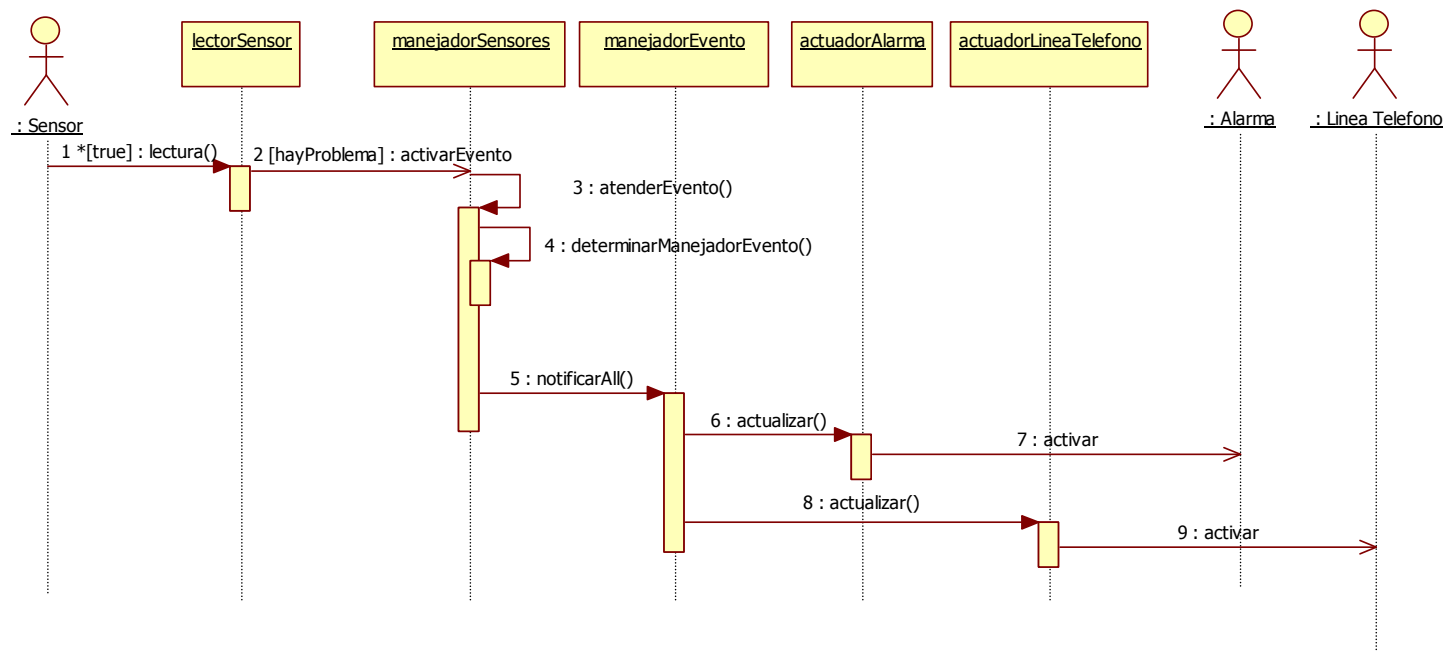 lectorSensor
manejadorSensores
manejadorEvento
actuadorAlarma
actuadorLineaTelefono
: Sensor
: Alarma
: Linea Telefono
1 *[true] : lectura()
2 [hayProblema] : activarEvento
3 : atenderEvento()
4 : determinarManejadorEvento()
5 : notificarAll()
6 : actualizar()
7 : activar
8 : actualizar()
9 : activar